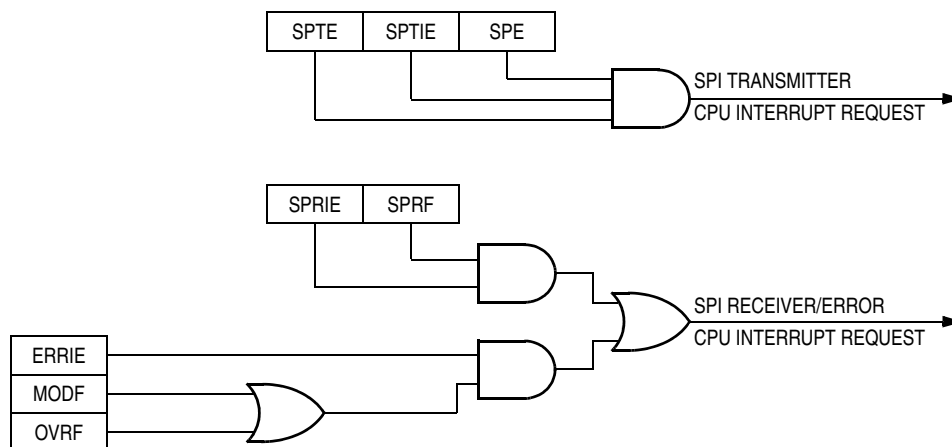 SPTE SPTIE SPE
SPI TRANSMITTER
CPU INTERRUPT REQUEST
SPRIE SPRF
SPI RECEIVER/ERROR
CPU INTERRUPT REQUEST
ERRIE
MODF
OVRF